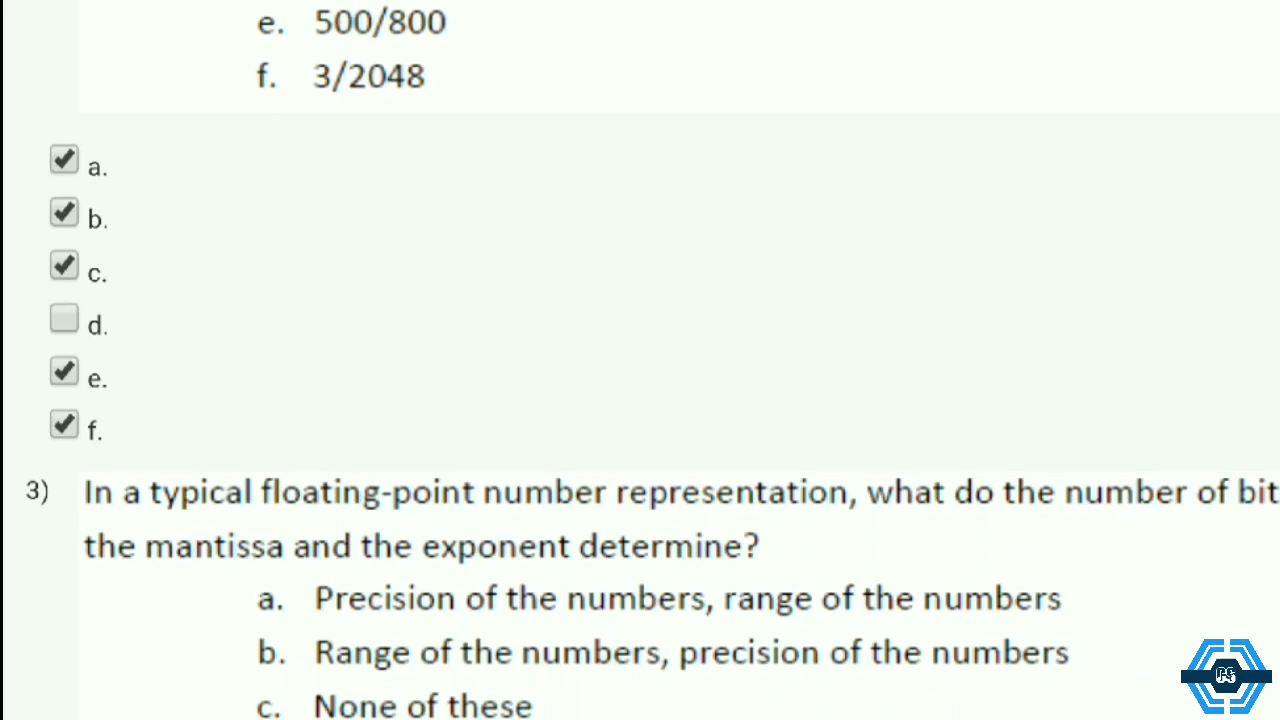 e. 500/800
f. 3/2048
a.
b.
c.
d.
e.
f.
3) In a typical floating-point number representation, what do the number of bit
the mantissa and the exponent determine?
a. Precision of the numbers, range of the numbers
b. Range of the numbers, precision of the numbers
c. None of these
PS